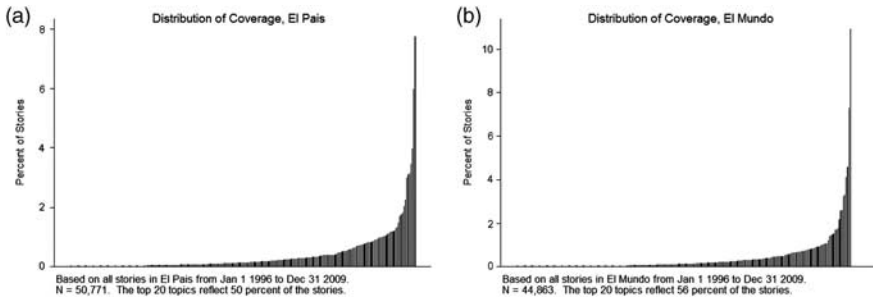 (a)
Distribution of Coverage, El Pais
8
6
4
2
0
Percent of Stories
Based on all stories in El Pais from Jan 1 1996 to Dec 31 2009.
N = 50,771. The top 20 topics reflect 50 percent of the stories.
(b)
Distribution of Coverage, El Mundo
10
8
6
4
2
0
Percent of Stories
Based on all stories in El Mundo from Jan 1 1996 to Dec 31 2009.
N = 44,863. The top 20 topics reflect 56 percent of the stories.